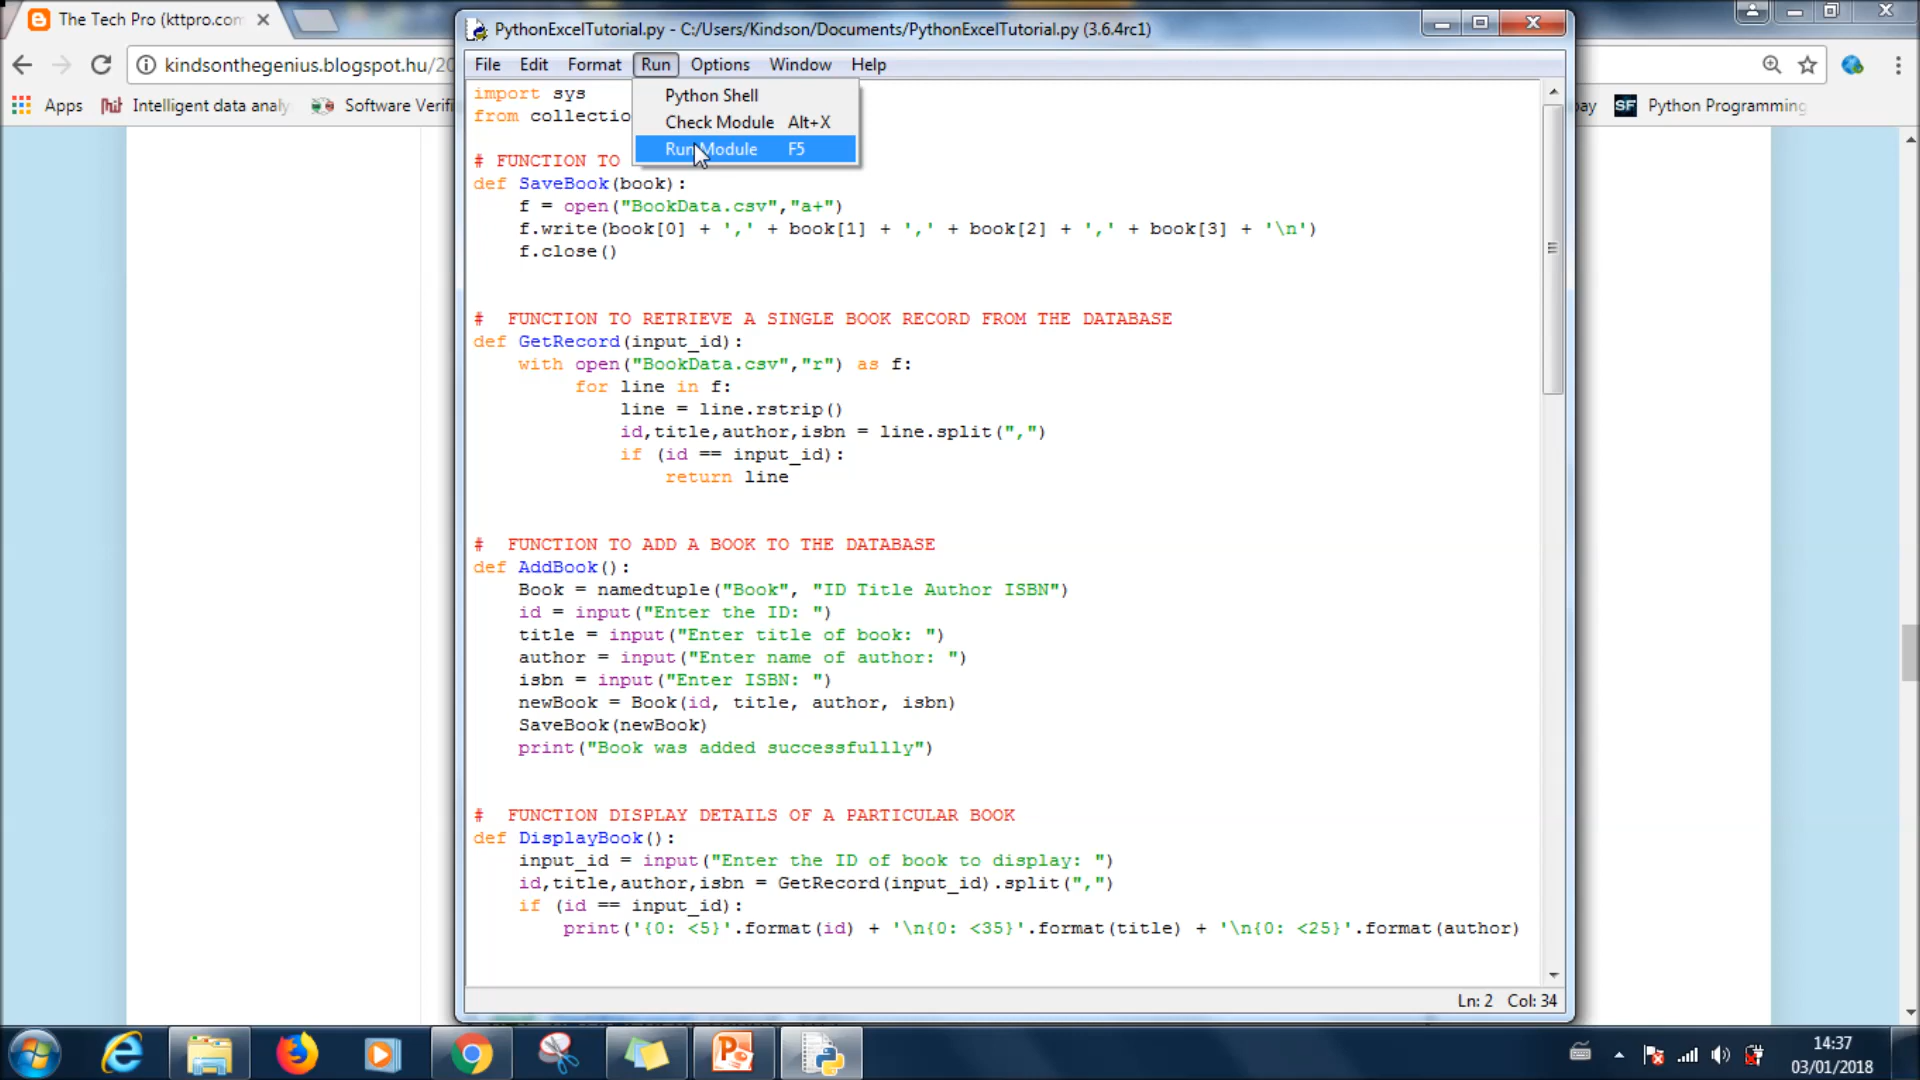 The Tech Pro (kttpro.com
PythonExcelTutorial.py - C:/Users/Kindson/Documents/PythonExcelTutorial.py (3.6.4rc1)
kindsonthegenius.blogspot.hu/20
Apps
Intelligent data analy
Software Verifi
pay
SF
Python Programming
File Edit Format Run Options Window Help
Python Shell
Check Module Alt+X
Run Module F5
import sys
from collectio
# FUNCTION TO
def SaveBook(book):
f = open("BookData.csv","a+")
f.write(book[0] + ',' + book[1] + ',' + book[2] + ',' + book[3] + '\n')
f.close()
# FUNCTION TO RETRIEVE A SINGLE BOOK RECORD FROM THE DATABASE
def GetRecord(input_id):
with open("BookData.csv","r") as f:
for line in f:
line = line.rstrip()
id,title,author,isbn = line.split(",")
if (id == input_id):
return line
# FUNCTION TO ADD A BOOK TO THE DATABASE
def AddBook():
Book = namedtuple("Book", "ID Title Author ISBN")
id = input("Enter the ID: ")
title = input("Enter title of book: ")
author = input("Enter name of author: ")
isbn = input("Enter ISBN: ")
newBook = Book(id, title, author, isbn)
SaveBook(newBook)
print("Book was added successfullly")
# FUNCTION DISPLAY DETAILS OF A PARTICULAR BOOK
def DisplayBook():
input_id = input("Enter the ID of book to display: ")
id,title,author,isbn = GetRecord(input_id).split(",")
if (id == input_id):
print('{0: <5}'.format(id) + '\n{0: <35}'.format(title) + '\n{0: <25}'.format(author)
Ln: 2 Col: 34
14:37
03/01/2018